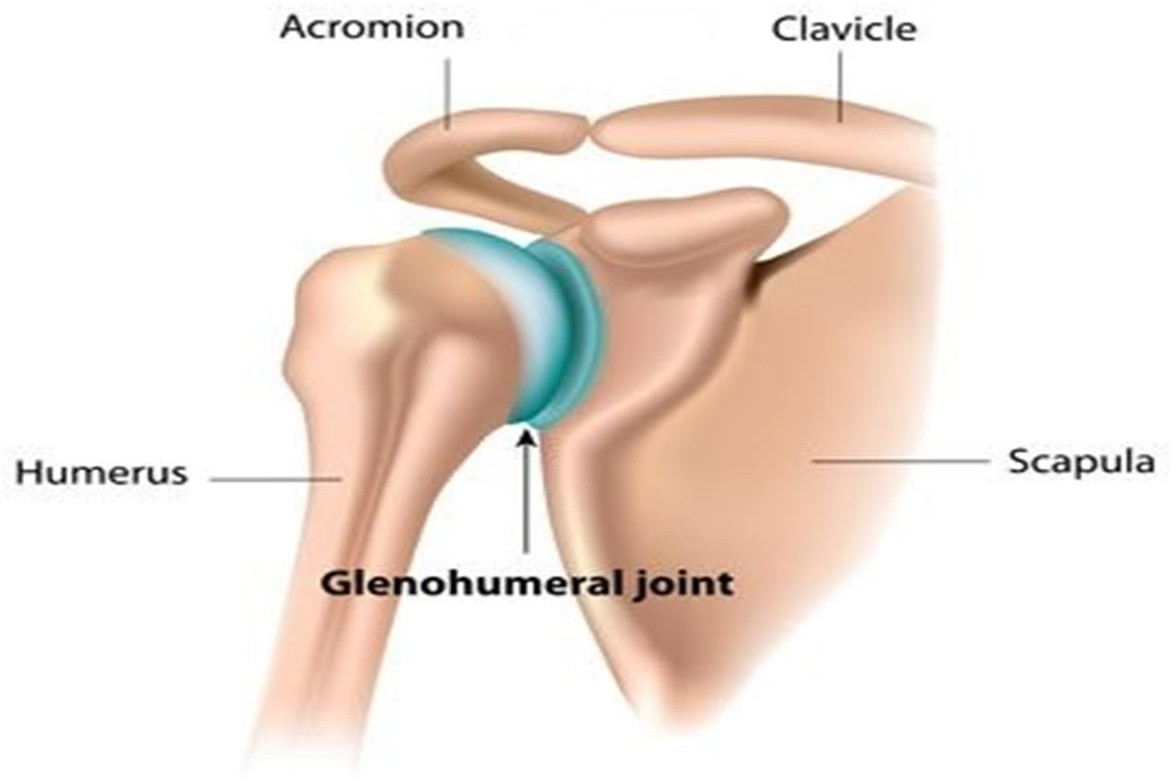 Acromion
Clavicle
Humerus
Scapula
Glenohumeral joint